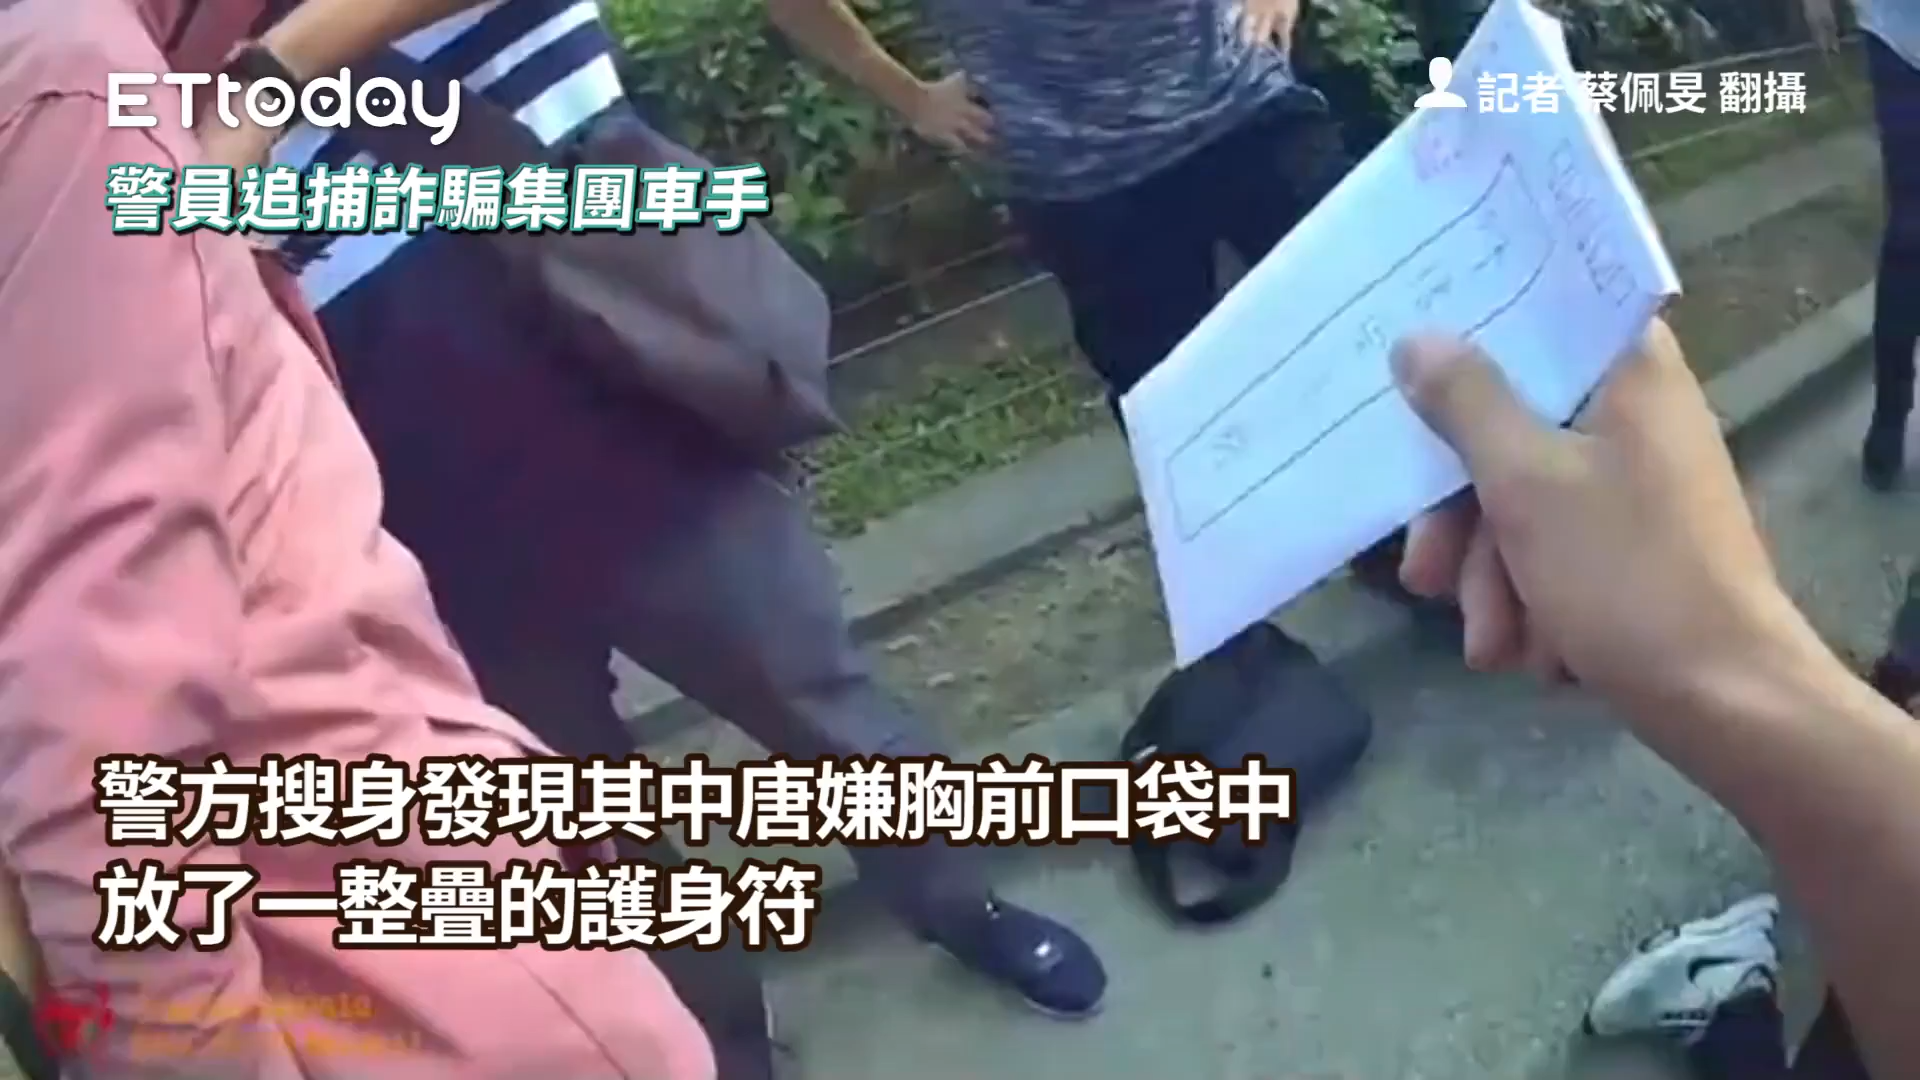 ETtoday
記者 蔡佩旻 翻攝
警員追捕詐騙集團車手
警方搜身發現其中唐嫌胸前口袋中
放了一整疊的護身符